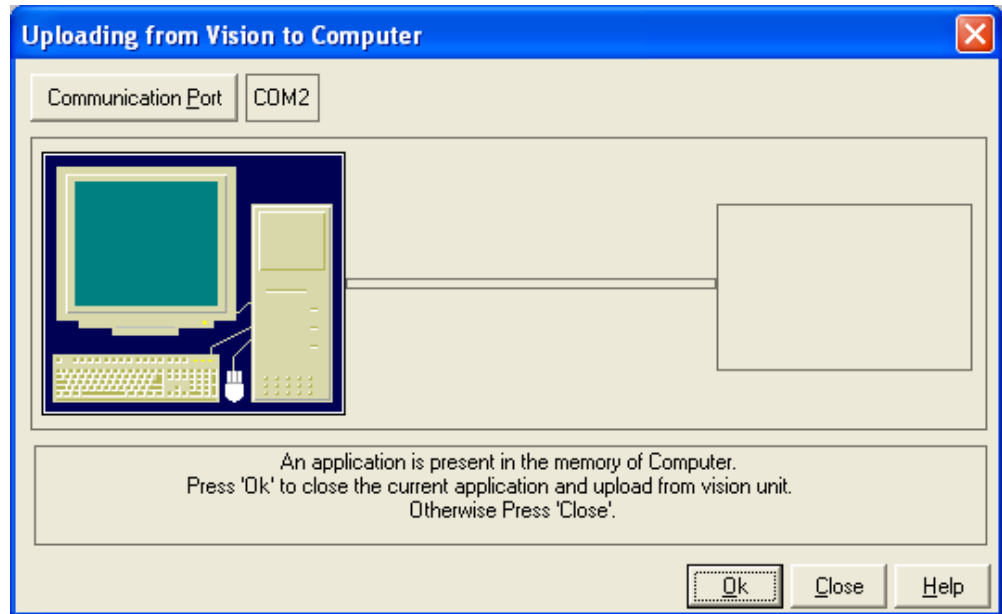 Uploading from Vision to Computer
Communication Port COM2
An application is present in the memory of Computer.
Press 'Ok' to close the current application and upload from vision unit.
Otherwise Press 'Close'.
Ok Close Help